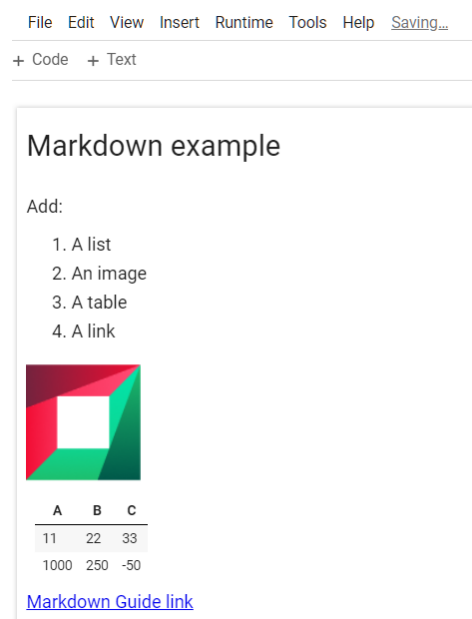 File Edit View Insert Runtime Tools Help Saving...
+ Code + Text
Markdown example
Add:
1. A list
2. An image
3. A table
4. A link
A B C
11 22 33
1000 250 -50
Markdown Guide link